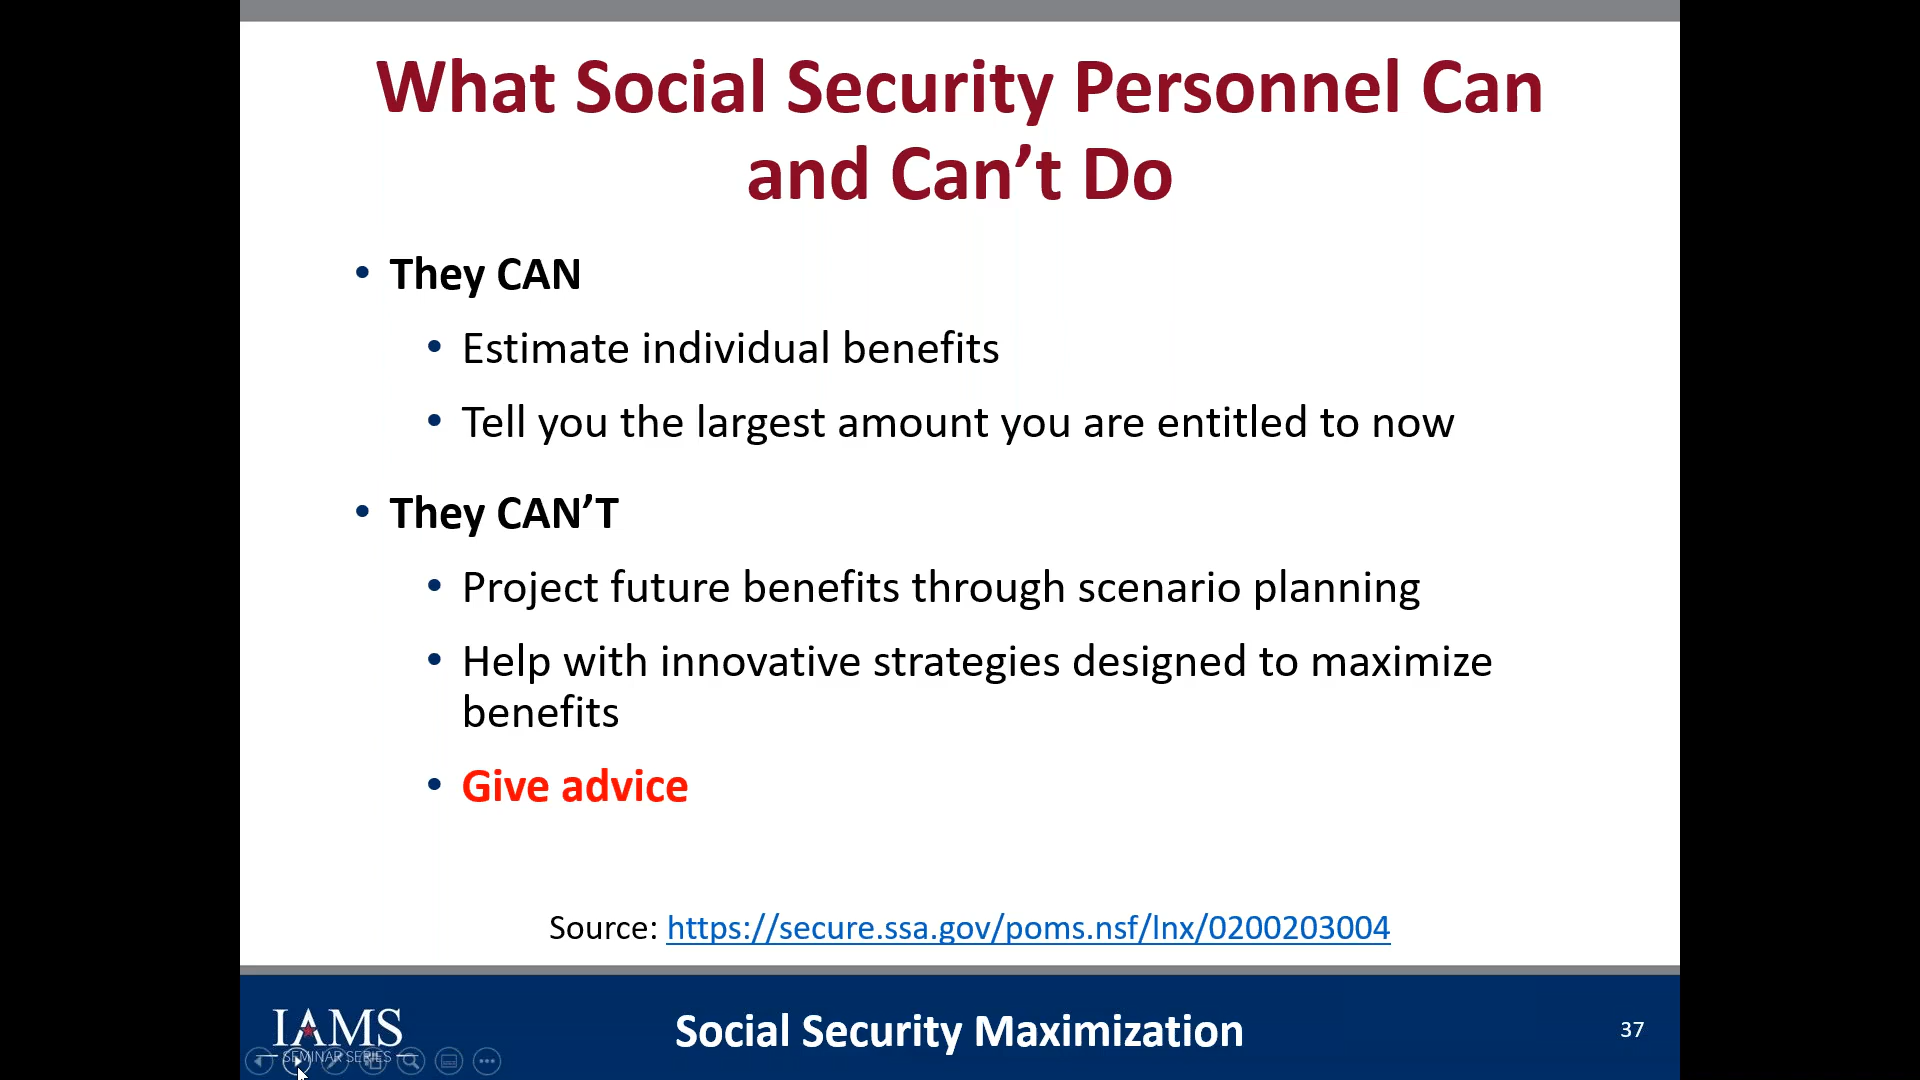 What Social Security Personnel Can
and Can’t Do
• They CAN
• Estimate individual benefits
• Tell you the largest amount you are entitled to now
• They CAN’T
• Project future benefits through scenario planning
• Help with innovative strategies designed to maximize
benefits
• Give advice
Source: https://secure.ssa.gov/poms.nsf/lnx/0200203004
IAMS
SEMINAR SERIES
Social Security Maximization
37